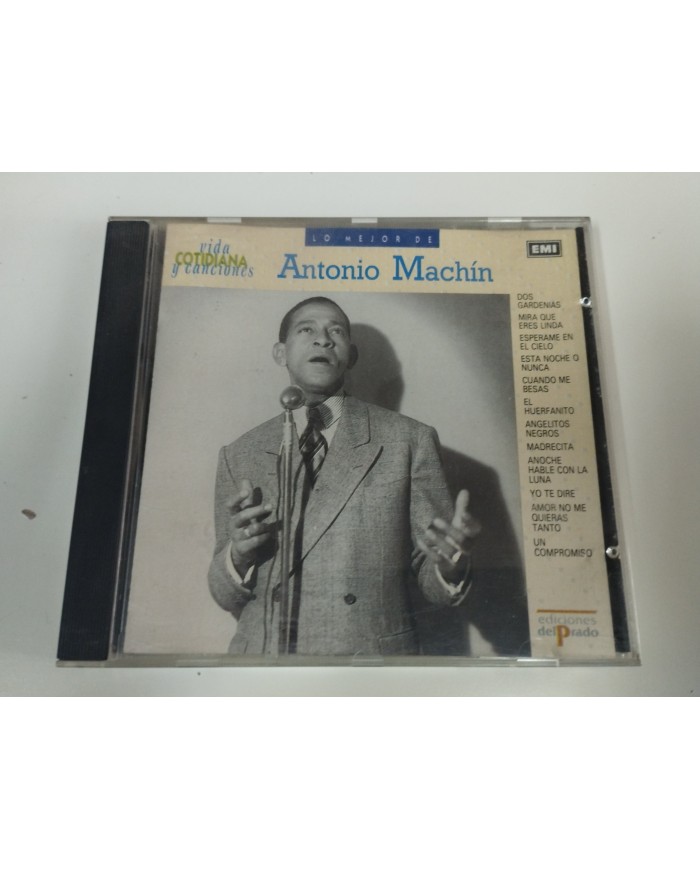 vida
COTIDIANA
y canciones
LO MEJOR DE
Antonio Machín
EMI
DOS
GARDENIAS
MIRA QUE
ERES LINDA
ESPERAME EN
EL CIELO
ESTA NOCHE O
NUNCA
CUANDO ME
BESAS
EL
HUERFANITO
ANGELITOS
NEGROS
MADRECITA
ANOCHE
HABLE CON LA
LUNA
YO TE DIRE
AMOR NO ME
QUIERAS
TANTO
UN
COMPROMISO
ediciones
delPrado